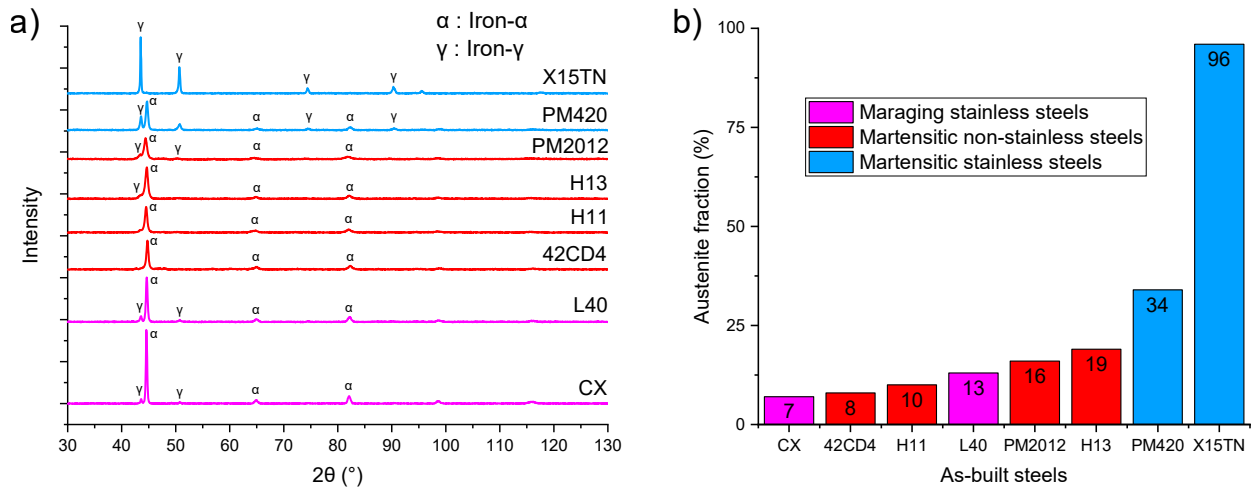 a)
α : Iron-α
γ : Iron-γ
γ
γ
γ
γ
X15TN
γ
α
α
γ
α
γ
PM420
γ
α
γ
α
α
PM2012
γ
α
α
α
H13
α
α
α
H11
α
α
α
42CD4
γ
α
γ
α
α
L40
γ
α
γ
α
α
CX
Intensity
30 40 50 60 70 80 90 100 110 120 130
2θ (°)
b)
100
75
50
25
0
Austenite fraction (%)
Maraging stainless steels
Martensitic non-stainless steels
Martensitic stainless steels
7 8 10 13 16 19 34 96
CX 42CD4 H11 L40 PM2012 H13 PM420 X15TN
As-built steels